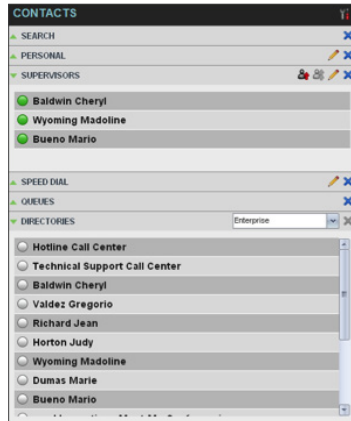 CONTACTS
SEARCH
PERSONAL
SUPERVISORS
Baldwin Cheryl
Wyoming Madoline
Bueno Mario
SPEED DIAL
QUEUES
DIRECTORIES Enterprise
Hotline Call Center
Technical Support Call Center
Baldwin Cheryl
Valdez Gregorio
Richard Jean
Horton Judy
Wyoming Madoline
Dumas Marie
Bueno Mario